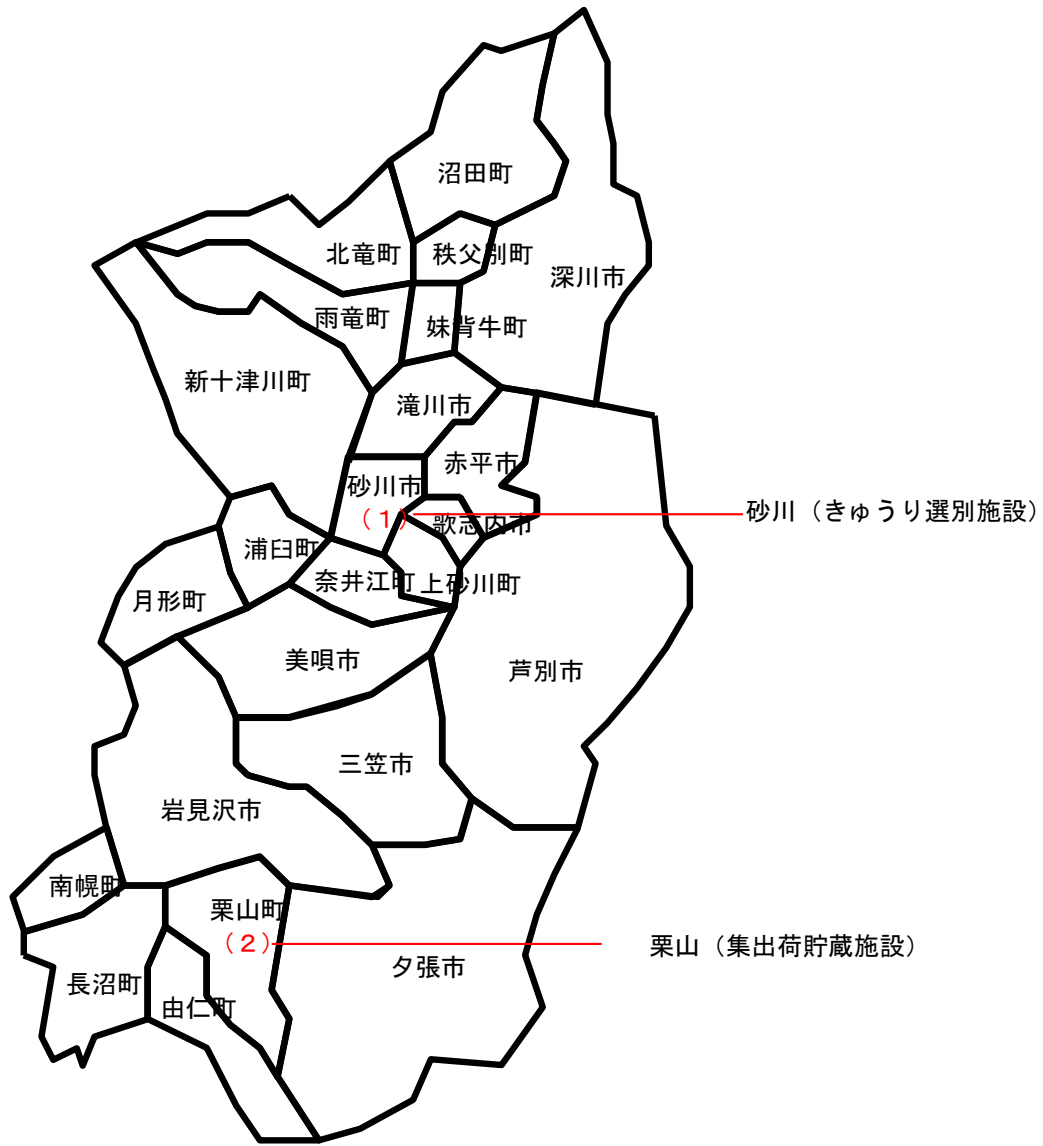 沼田町
北竜町
秩父別町
深川市
雨竜町
妹背牛町
新十津川町
滝川市
赤平市
砂川市
（１）
砂川（きゅうり選別施設）
歌志内市
浦臼町
奈井江町
上砂川町
月形町
美唄市
芦別市
三笠市
岩見沢市
南幌町
栗山町
（２）
栗山（集出荷貯蔵施設）
夕張市
長沼町
由仁町